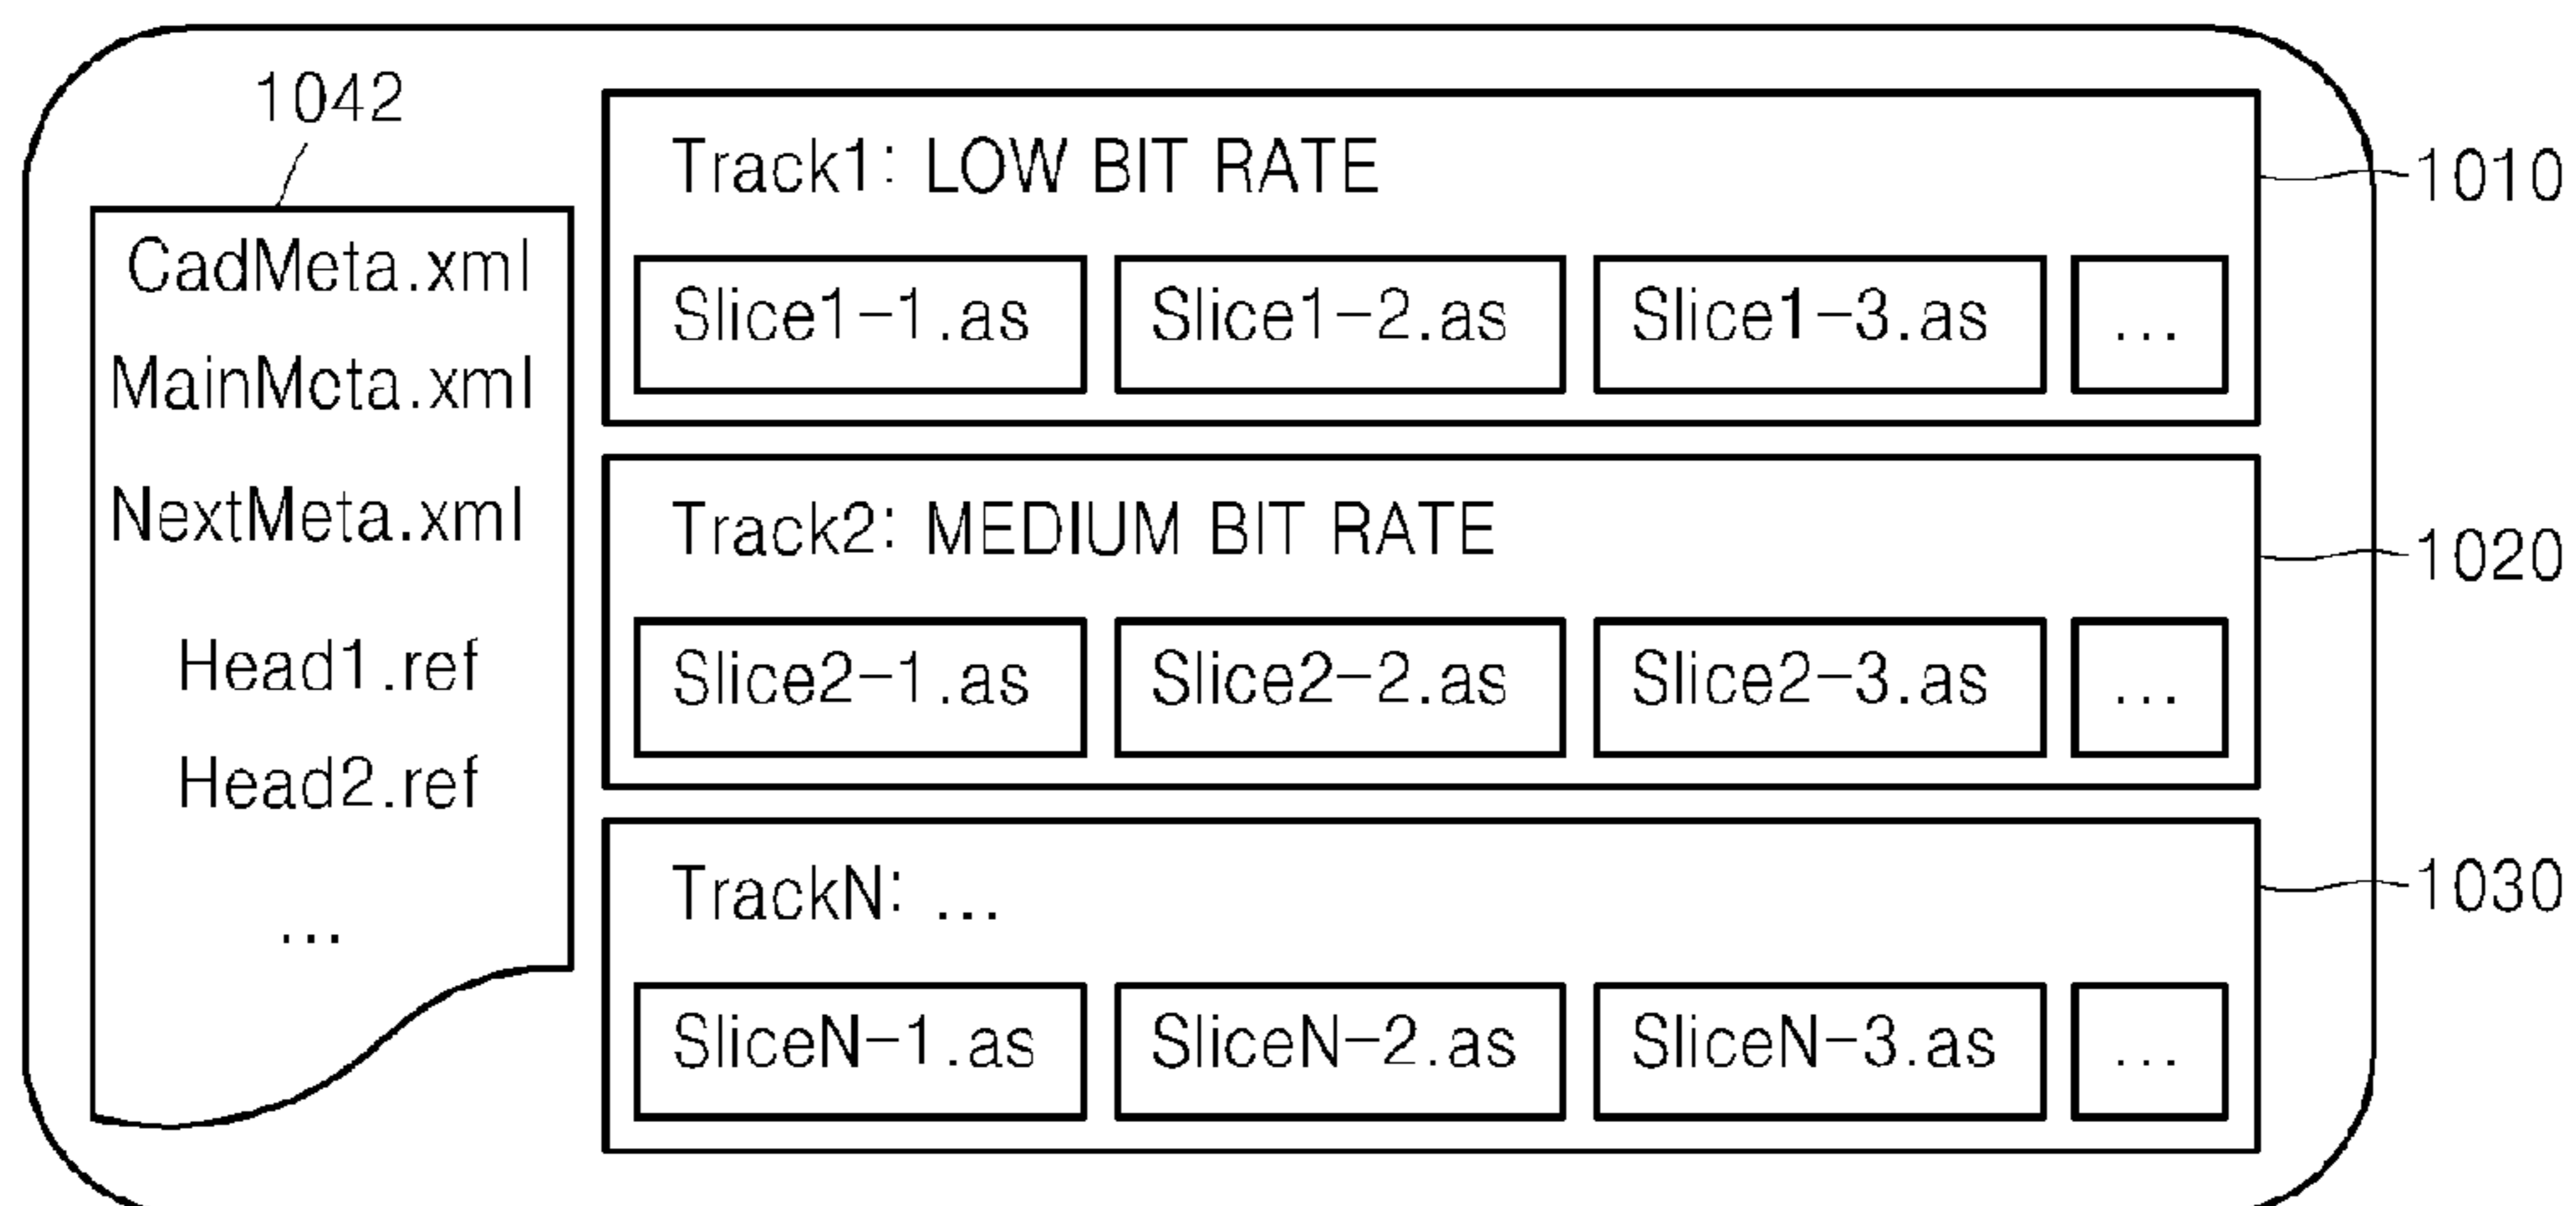 1042
CadMeta.xml
MainMcta.xml
NextMeta.xml
Head1.ref
Head2.ref
...
Track1: LOW BIT RATE
1010
Slice1-1.as
Slice1-2.as
Slice1-3.as
...
Track2: MEDIUM BIT RATE
1020
Slice2-1.as
Slice2-2.as
Slice2-3.as
...
TrackN: ...
1030
SliceN-1.as
SliceN-2.as
SliceN-3.as
...